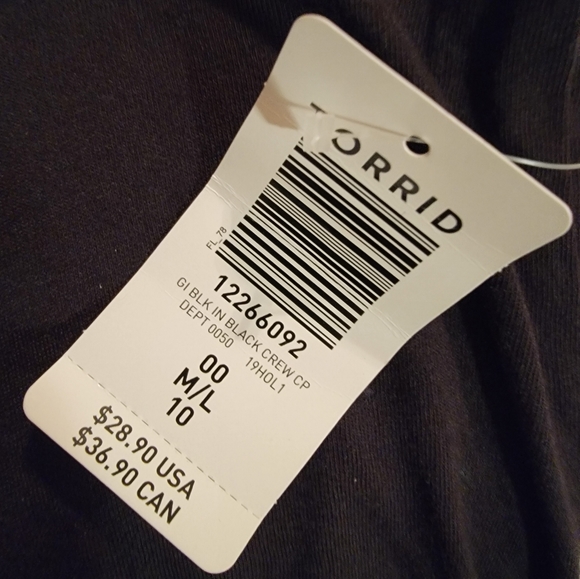 TORRID
FL_78
12266092
GI BLK IN BLACK CREW CP
DEPT 0050 19HOL1
00
M/L
10
$28.90 USA
$36.90 CAN